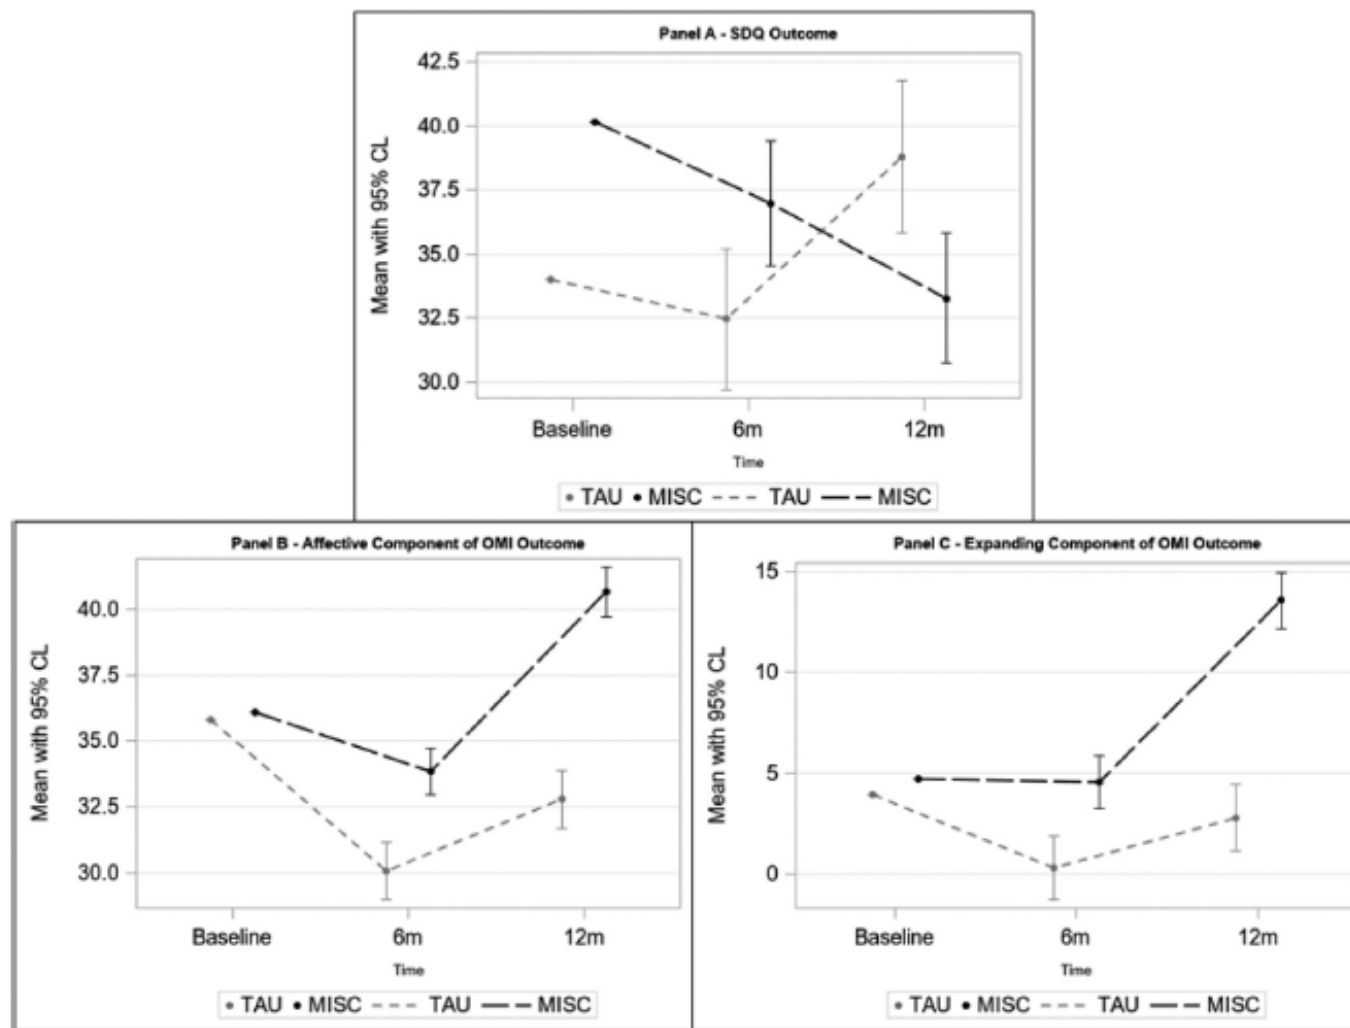 Panel A - SDQ Outcome
Mean with 95% CL
42.5
40.0
37.5
35.0
32.5
30.0
Baseline 6m 12m
Time
TAU MISC TAU MISC
Panel B - Affective Component of OMI Outcome
Mean with 95% CL
40.0
37.5
35.0
32.5
30.0
Baseline 6m 12m
Time
TAU MISC TAU MISC
Panel C - Expanding Component of OMI Outcome
Mean with 95% CL
15
10
5
0
Baseline 6m 12m
Time
TAU MISC TAU MISC